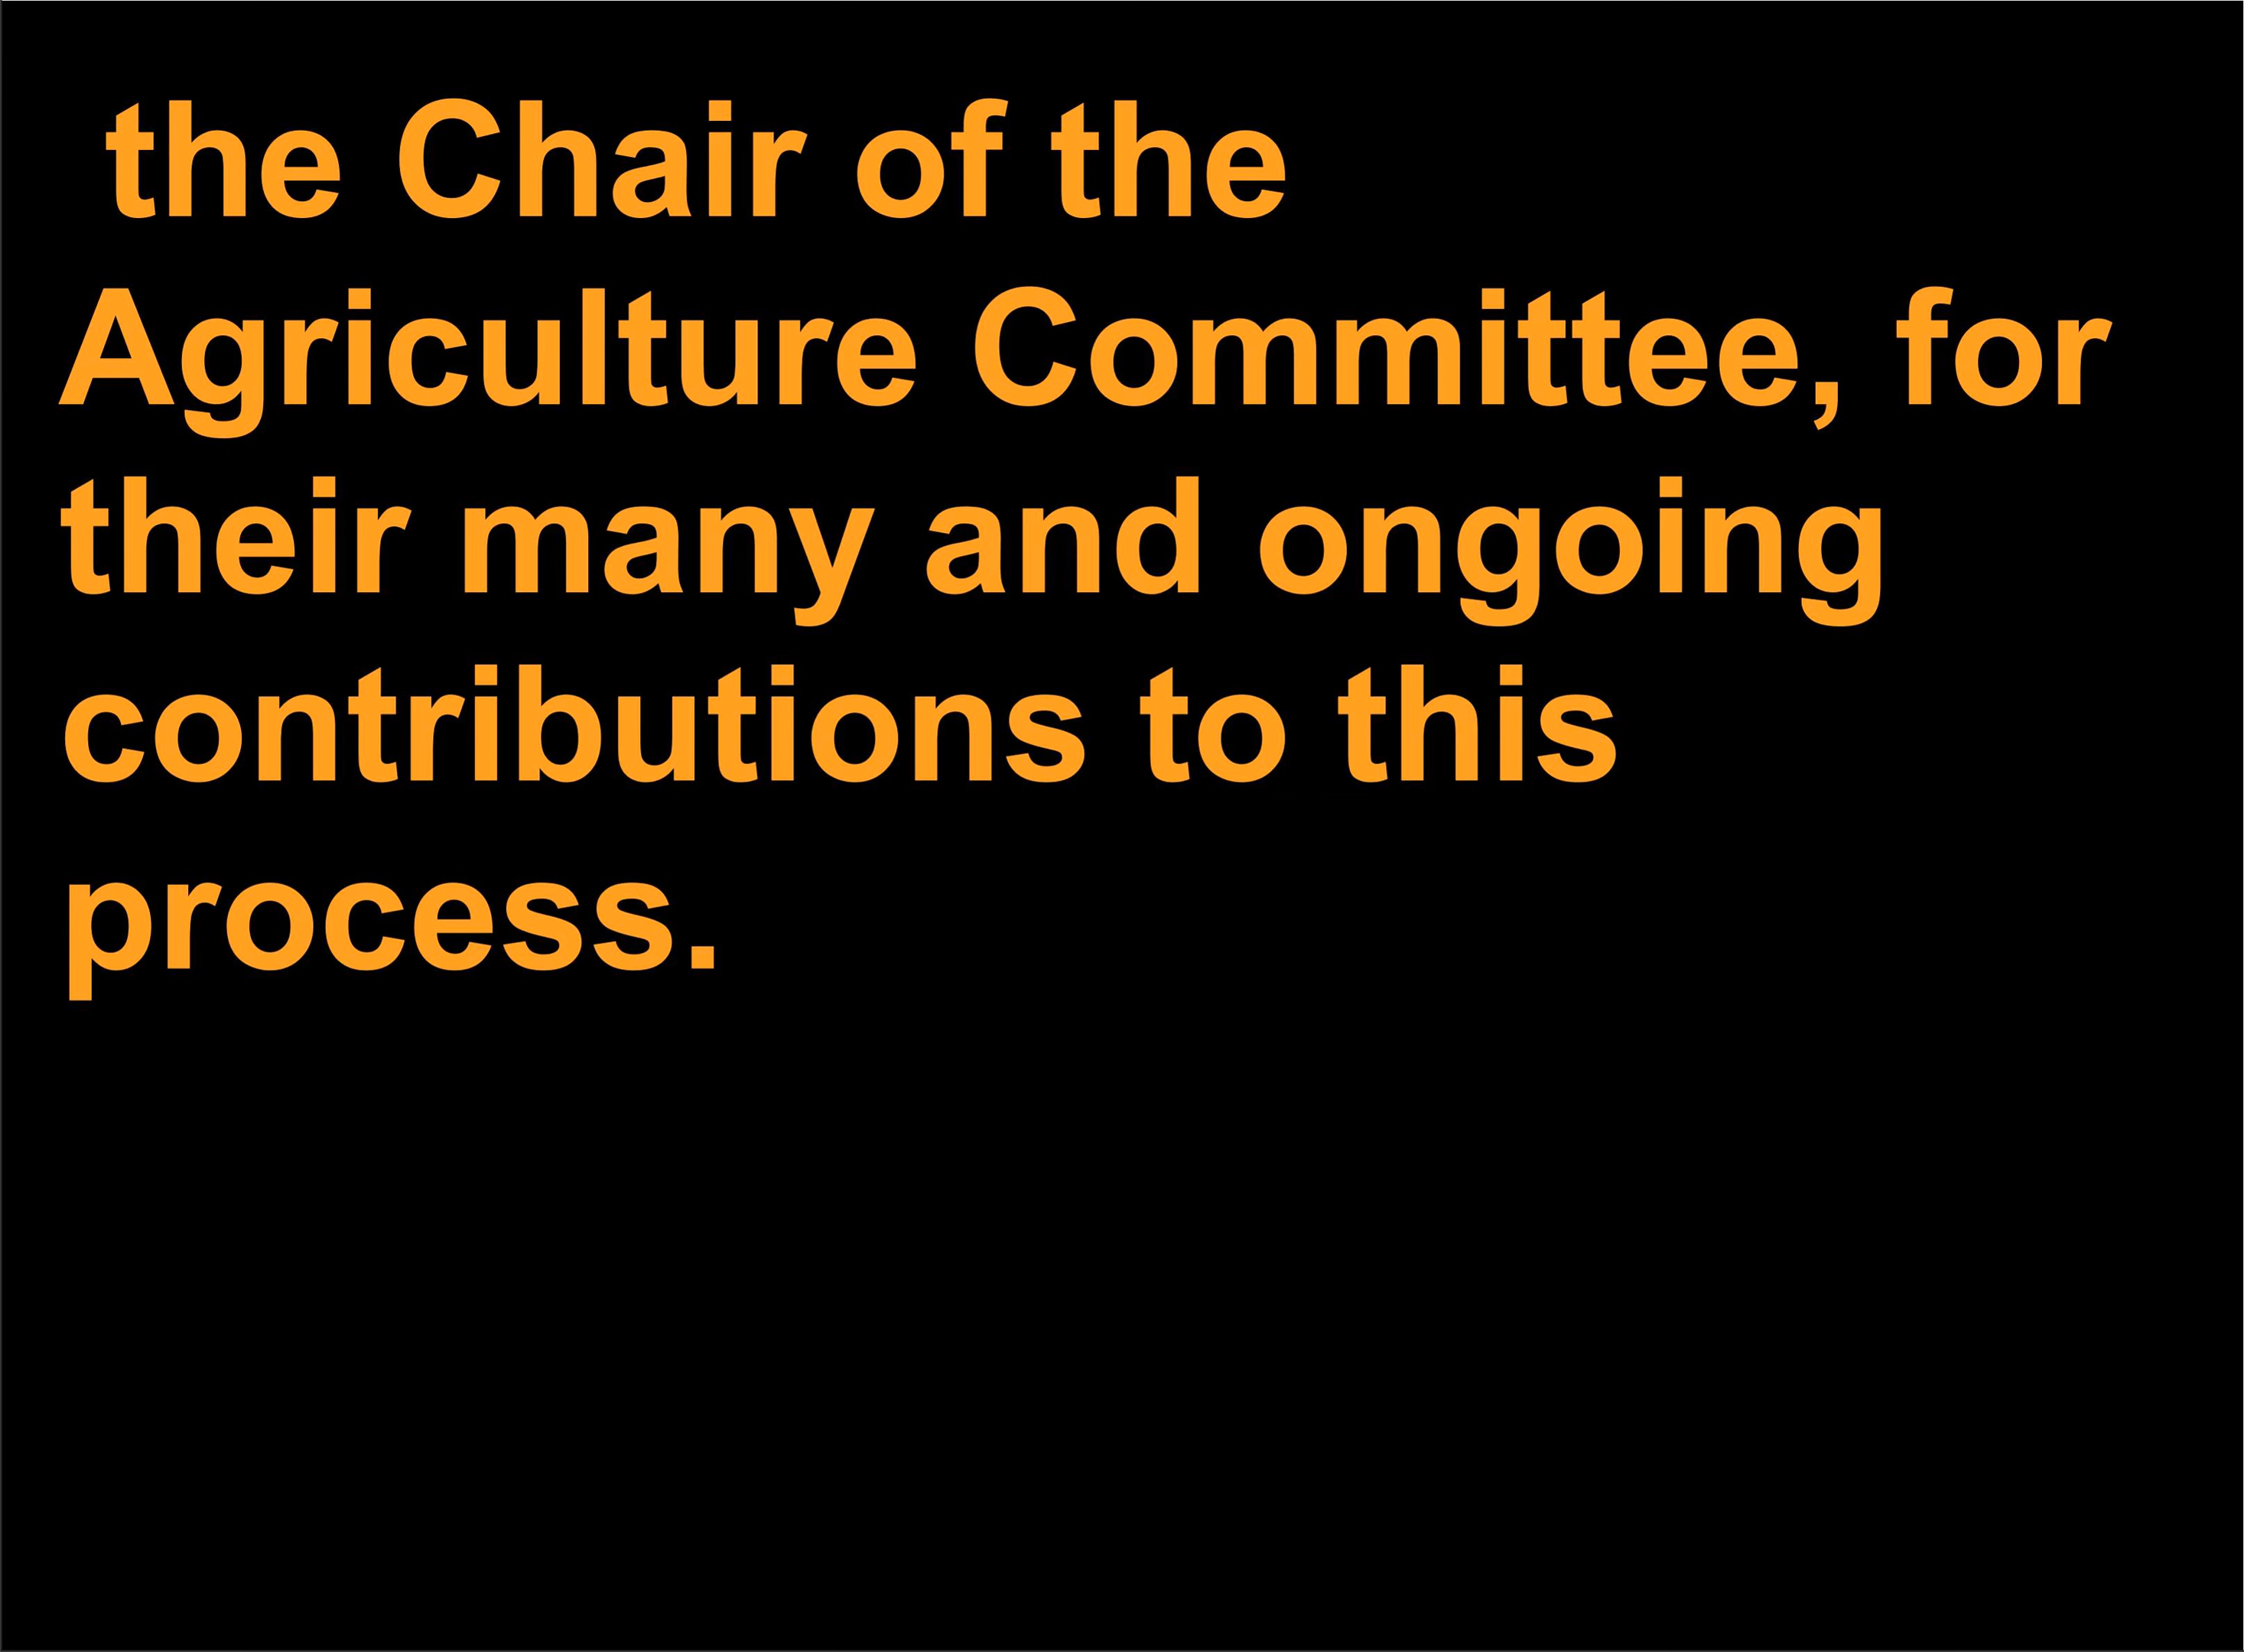 the Chair of the
Agriculture Committee, for
their many and ongoing
contributions to this
process.